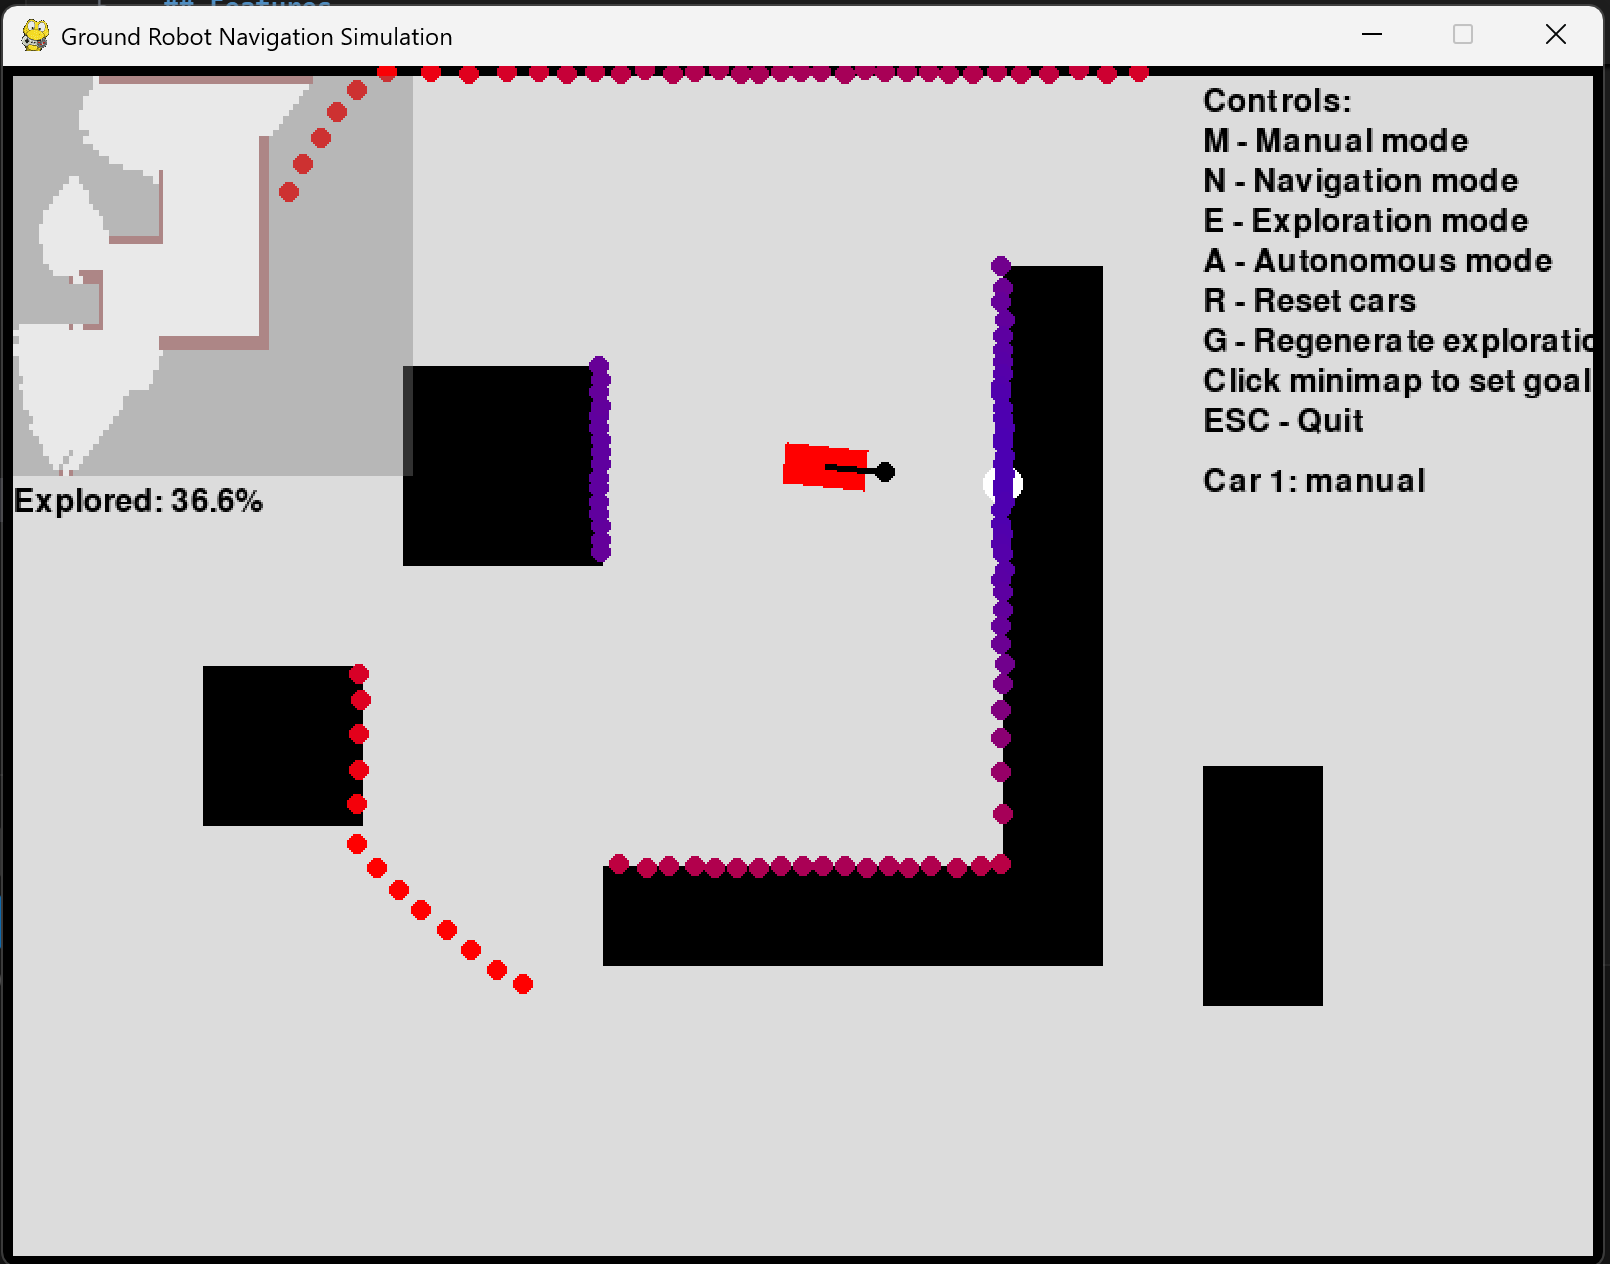 ## Features
Ground Robot Navigation Simulation
Controls:
M - Manual mode
N - Navigation mode
E - Exploration mode
A - Autonomous mode
R - Reset cars
G - Regenerate exploratio
Click minimap to set goal
ESC - Quit
Car 1: manual
Explored: 36.6%